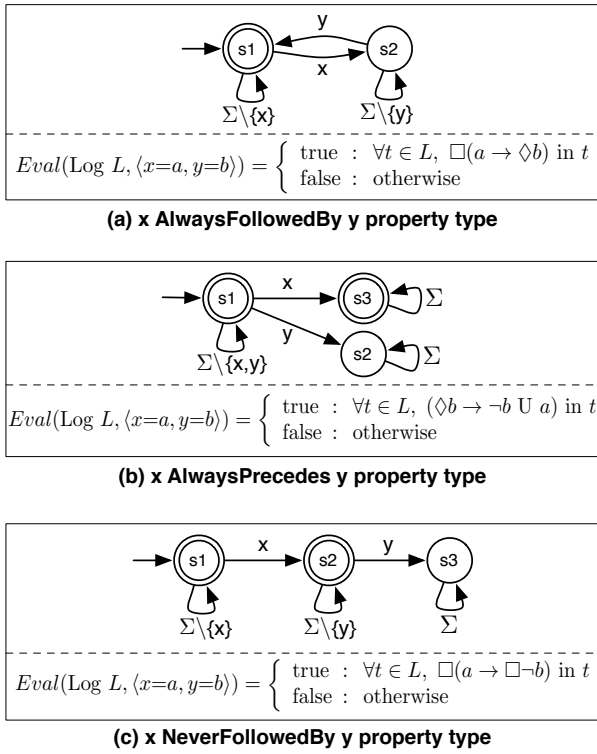 y
s1
s2
x
Σ\{x}
Σ\{y}
Eval(Log L, ⟨x=a, y=b⟩) = { true : ∀t ∈ L, □(a → ◊b) in t
false : otherwise
(a) x AlwaysFollowedBy y property type
x
s1
s3
Σ
y
s2
Σ
Σ\{x,y}
Eval(Log L, ⟨x=a, y=b⟩) = { true : ∀t ∈ L, (◊b → ¬b U a) in t
false : otherwise
(b) x AlwaysPrecedes y property type
x
y
s1
s2
s3
Σ\{x}
Σ\{y}
Σ
Eval(Log L, ⟨x=a, y=b⟩) = { true : ∀t ∈ L, □(a → □¬b) in t
false : otherwise
(c) x NeverFollowedBy y property type